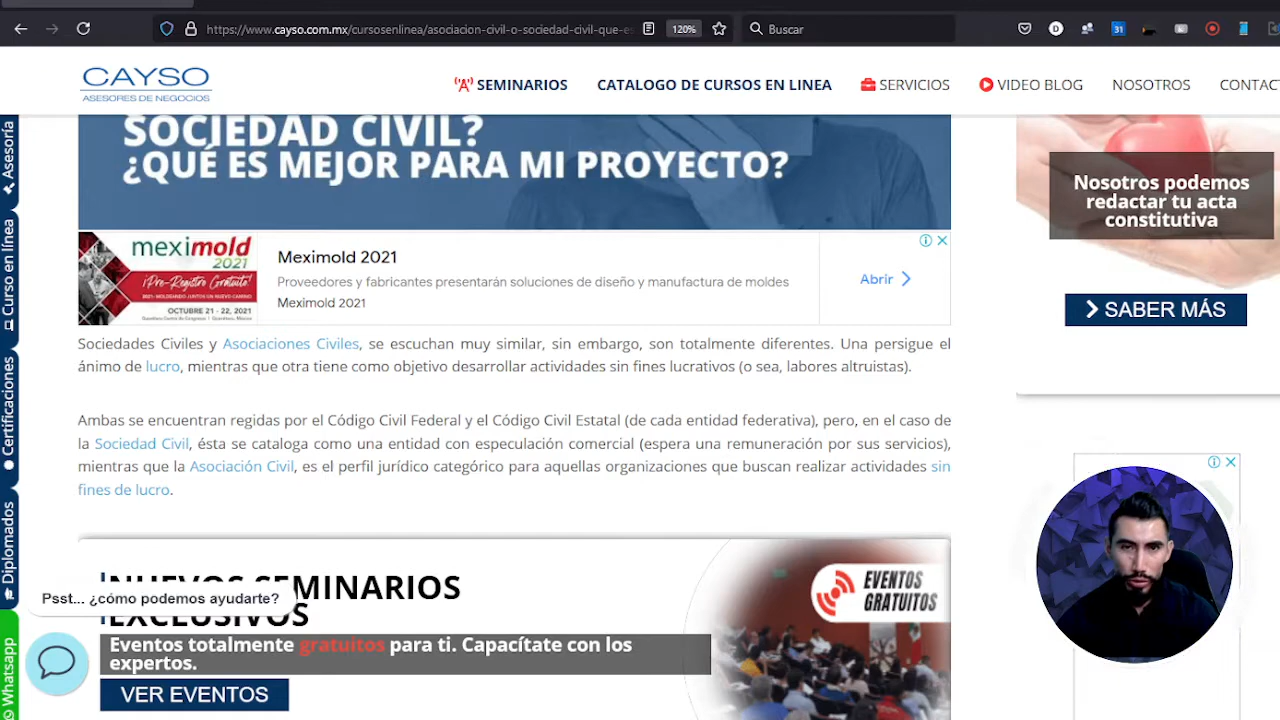 https://www.cayso.com.mx/cursosenlinea/asociacion-civil-o-sociedad-civil-que-es
120%
Buscar
D
31
CAYSO
ASESORES DE NEGOCIOS
SEMINARIOS
CATALOGO DE CURSOS EN LINEA
SERVICIOS
VIDEO BLOG
NOSOTROS
CONTAC
Asesoría
Curso en línea
Certificaciones
Diplomados
Whatsapp
SOCIEDAD CIVIL?
¿QUÉ ES MEJOR PARA MI PROYECTO?
meximold
2021
¡Pre-Registro Gratuito!
OCTUBRE 21 - 22, 2021
Meximold 2021
Proveedores y fabricantes presentarán soluciones de diseño y manufactura de moldes
Meximold 2021
Abrir
Sociedades Civiles y Asociaciones Civiles, se escuchan muy similar, sin embargo, son totalmente diferentes. Una persigue el
ánimo de lucro, mientras que otra tiene como objetivo desarrollar actividades sin fines lucrativos (o sea, labores altruistas).
Ambas se encuentran regidas por el Código Civil Federal y el Código Civil Estatal (de cada entidad federativa), pero, en el caso de
la Sociedad Civil, ésta se cataloga como una entidad con especulación comercial (espera una remuneración por sus servicios),
mientras que la Asociación Civil, es el perfil jurídico categórico para aquellas organizaciones que buscan realizar actividades sin
fines de lucro.
NUEVOS SEMINARIOS
EXCLUSIVOS
Psst... ¿cómo podemos ayudarte?
Eventos totalmente gratuitos para ti. Capacítate con los
expertos.
VER EVENTOS
EVENTOS
GRATUITOS
Nosotros podemos
redactar tu acta
constitutiva
SABER MÁS